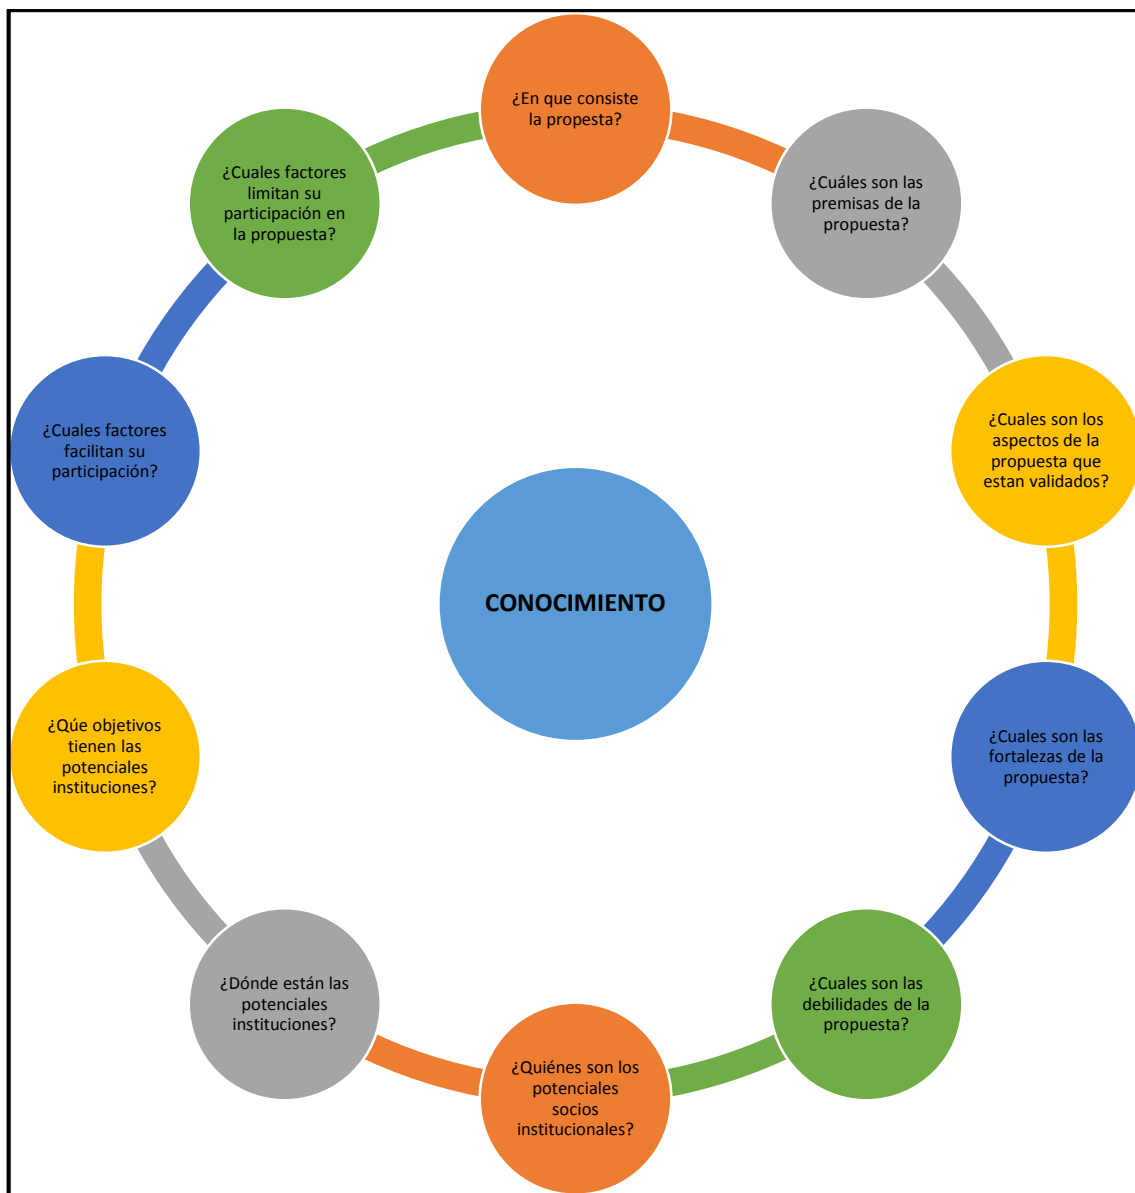 ¿En que consiste
la propesta?
¿Cuáles son las
premisas de la
propuesta?
¿Cuales son los
aspectos de la
propuesta que
estan validados?
¿Cuales son las
fortalezas de la
propuesta?
¿Cuales son las
debilidades de la
propuesta?
¿Quiénes son los
potenciales
socios
institucionales?
¿Dónde están las
potenciales
instituciones?
¿Qúe objetivos
tienen las
potenciales
instituciones?
¿Cuales factores
facilitan su
participación?
¿Cuales factores
limitan su
participación en
la propuesta?
CONOCIMIENTO